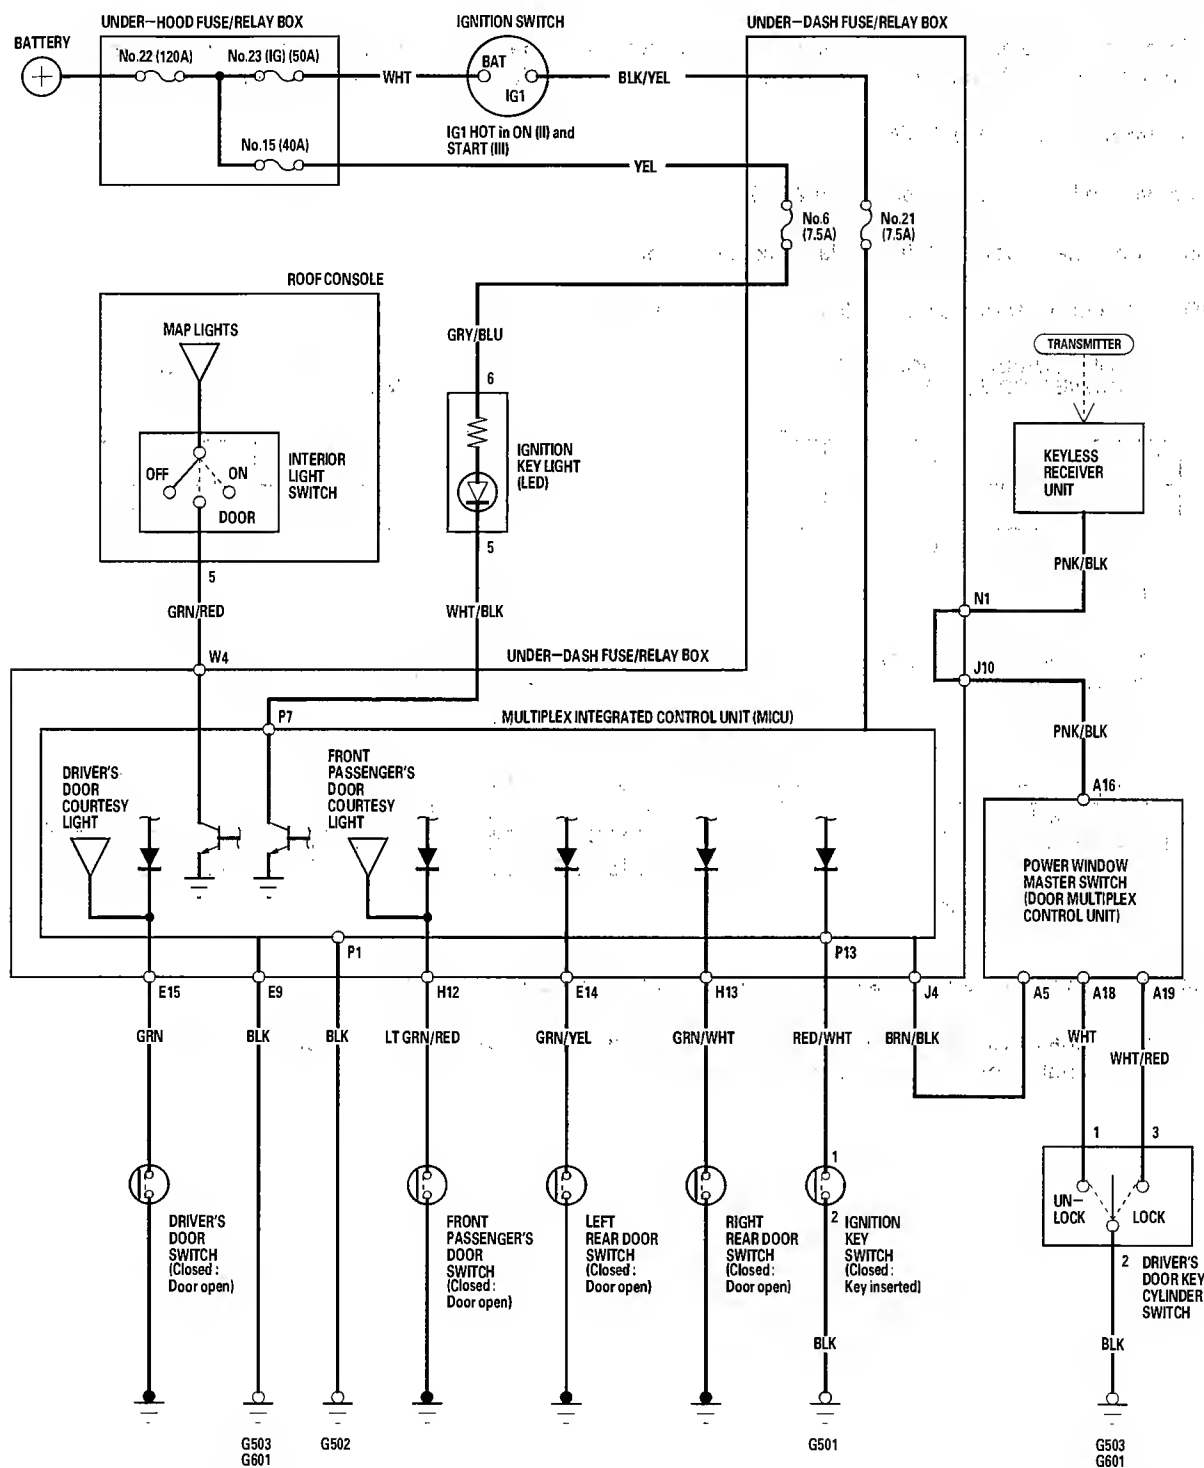 UNDER-HOOD FUSE/RELAY BOX
IGNITION SWITCH
UNDER-DASH FUSE/RELAY BOX
BATTERY
No.22 (120A)
No.23 (IG) (50A)
WHT
BAT
IG1
BLK/YEL
IG1 HOT in ON (II) and
START (III)
No.15 (40A)
YEL
No.6
(7.5A)
No.21
(7.5A)
ROOF CONSOLE
MAP LIGHTS
GRY/BLU
TRANSMITTER
6
OFF
ON
DOOR
INTERIOR
LIGHT
SWITCH
IGNITION
KEY LIGHT
(LED)
KEYLESS
RECEIVER
UNIT
5
5
PNK/BLK
GRN/RED
WHT/BLK
N1
W4
UNDER-DASH FUSE/RELAY BOX
J10
P7
MULTIPLEX INTEGRATED CONTROL UNIT (MICU)
PNK/BLK
DRIVER'S
DOOR
COURTESY
LIGHT
FRONT
PASSENGER'S
DOOR
COURTESY
LIGHT
A16
POWER WINDOW
MASTER SWITCH
(DOOR MULTIPLEX
CONTROL UNIT)
P1
P13
E15
E9
H12
E14
H13
J4
A5
A18
A19
GRN
BLK
BLK
LT GRN/RED
GRN/YEL
GRN/WHT
RED/WHT
BRN/BLK
WHT
WHT/RED
1
3
1
2
UN-
LOCK
LOCK
DRIVER'S
DOOR
SWITCH
(Closed :
Door open)
FRONT
PASSENGER'S
DOOR
SWITCH
(Closed :
Door open)
LEFT
REAR DOOR
SWITCH
(Closed :
Door open)
RIGHT
REAR DOOR
SWITCH
(Closed :
Door open)
IGNITION
KEY
SWITCH
(Closed :
Key inserted)
2
DRIVER'S
DOOR KEY
CYLINDER
SWITCH
BLK
BLK
G503
G601
G502
G501
G503
G601